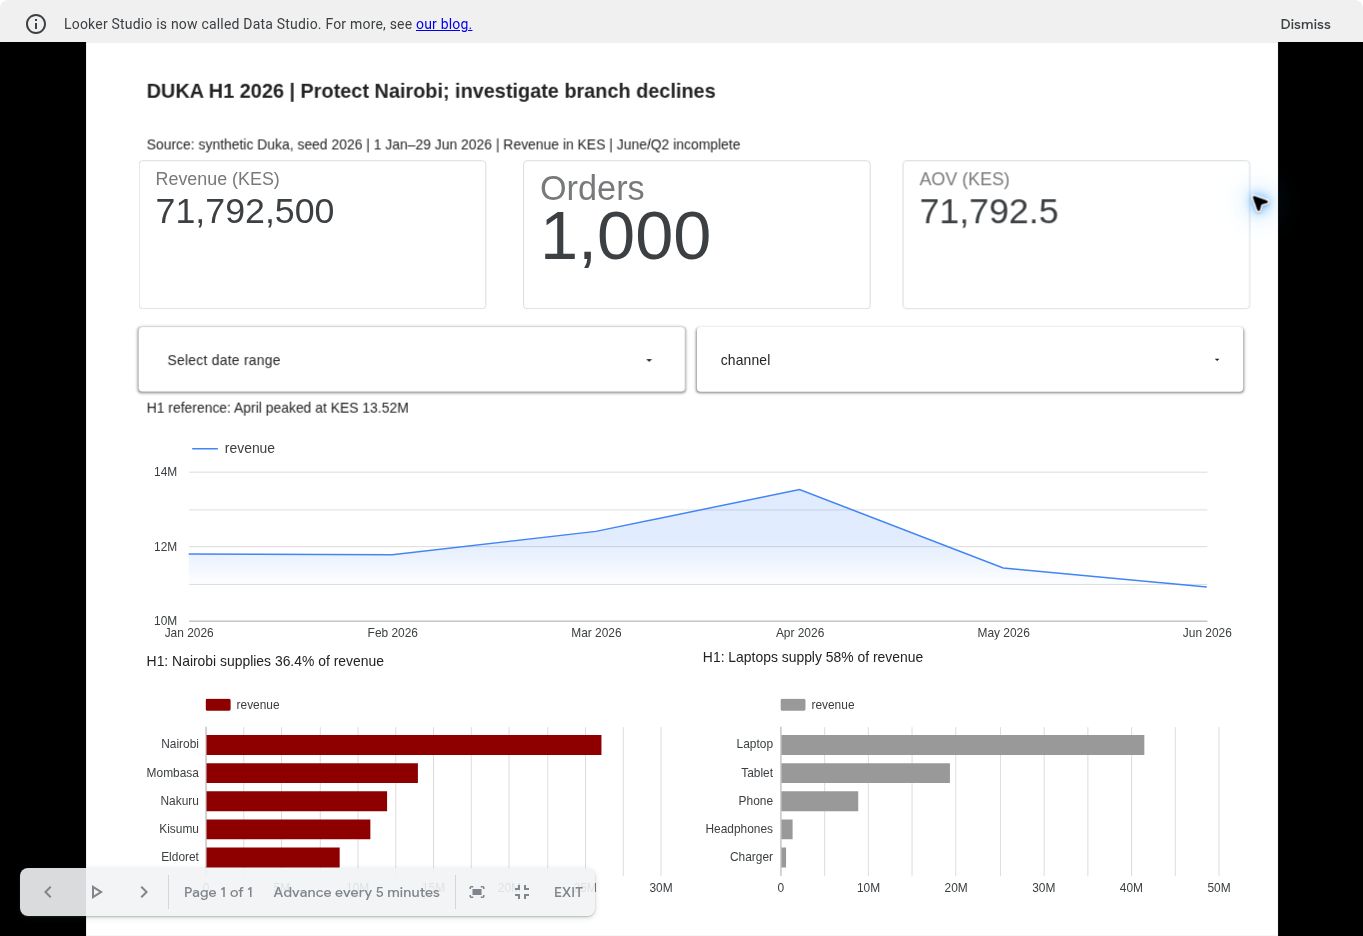 Looker Studio is now called Data Studio. For more, see our blog.
Dismiss
DUKA H1 2026 | Protect Nairobi; investigate branch declines
Source: synthetic Duka, seed 2026 | 1 Jan–29 Jun 2026 | Revenue in KES | June/Q2 incomplete
Revenue (KES)
71,792,500
Orders
1,000
AOV (KES)
71,792.5
Select date range
channel
H1 reference: April peaked at KES 13.52M
revenue
14M
12M
10M
Jan 2026 Feb 2026 Mar 2026 Apr 2026 May 2026 Jun 2026
H1: Nairobi supplies 36.4% of revenue
revenue
Nairobi
Mombasa
Nakuru
Kisumu
Eldoret
30M
H1: Laptops supply 58% of revenue
revenue
Laptop
Tablet
Phone
Headphones
Charger
0 10M 20M 30M 40M 50M
Page 1 of 1
Advance every 5 minutes
EXIT